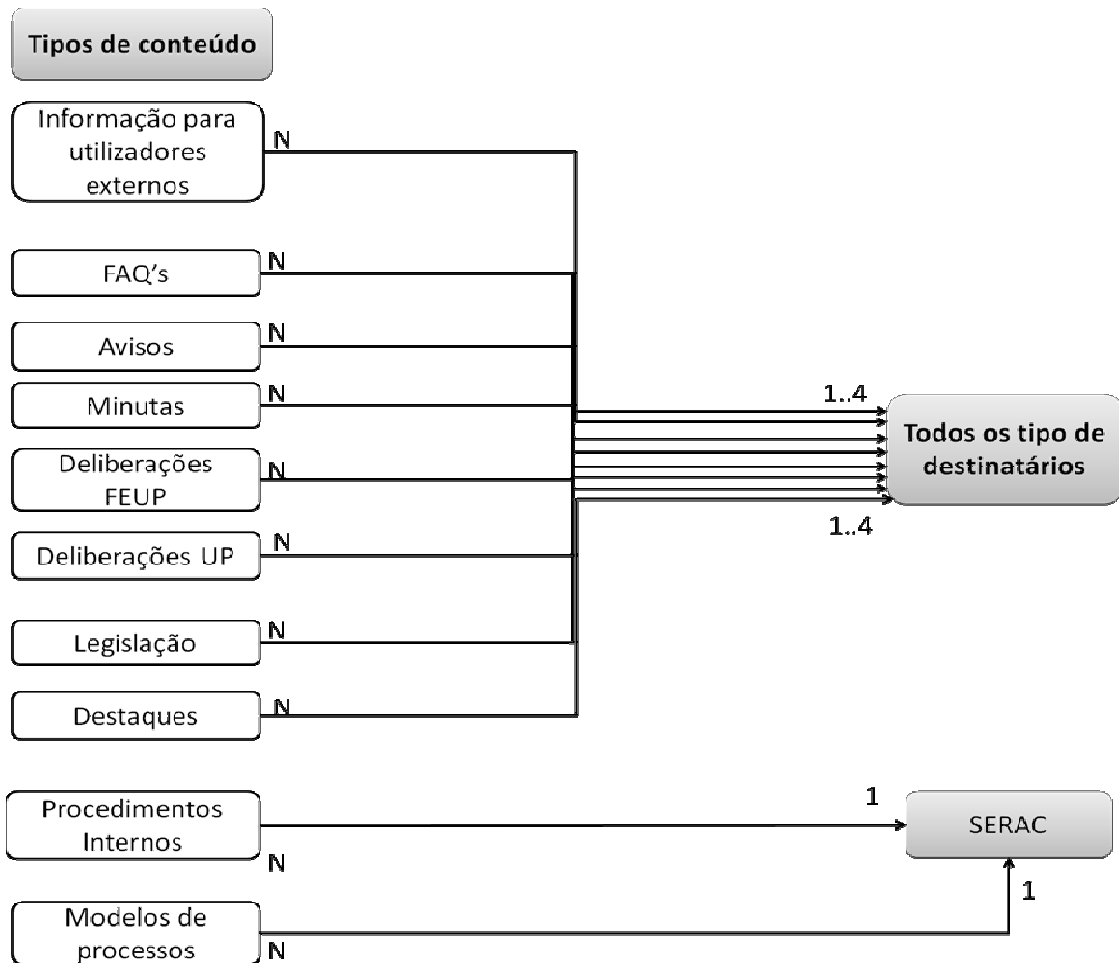 Tipos de conteúdo
Informação para
utilizadores
externos
N
FAQ's
N
Avisos
N
Minutas
N
Deliberações
FEUP
N
Deliberações UP
N
Legislação
N
Destaques
N
1..4
Todos os tipo de
destinatários
1..4
Procedimentos
Internos
N
1
SERAC
1
Modelos de
processos
N